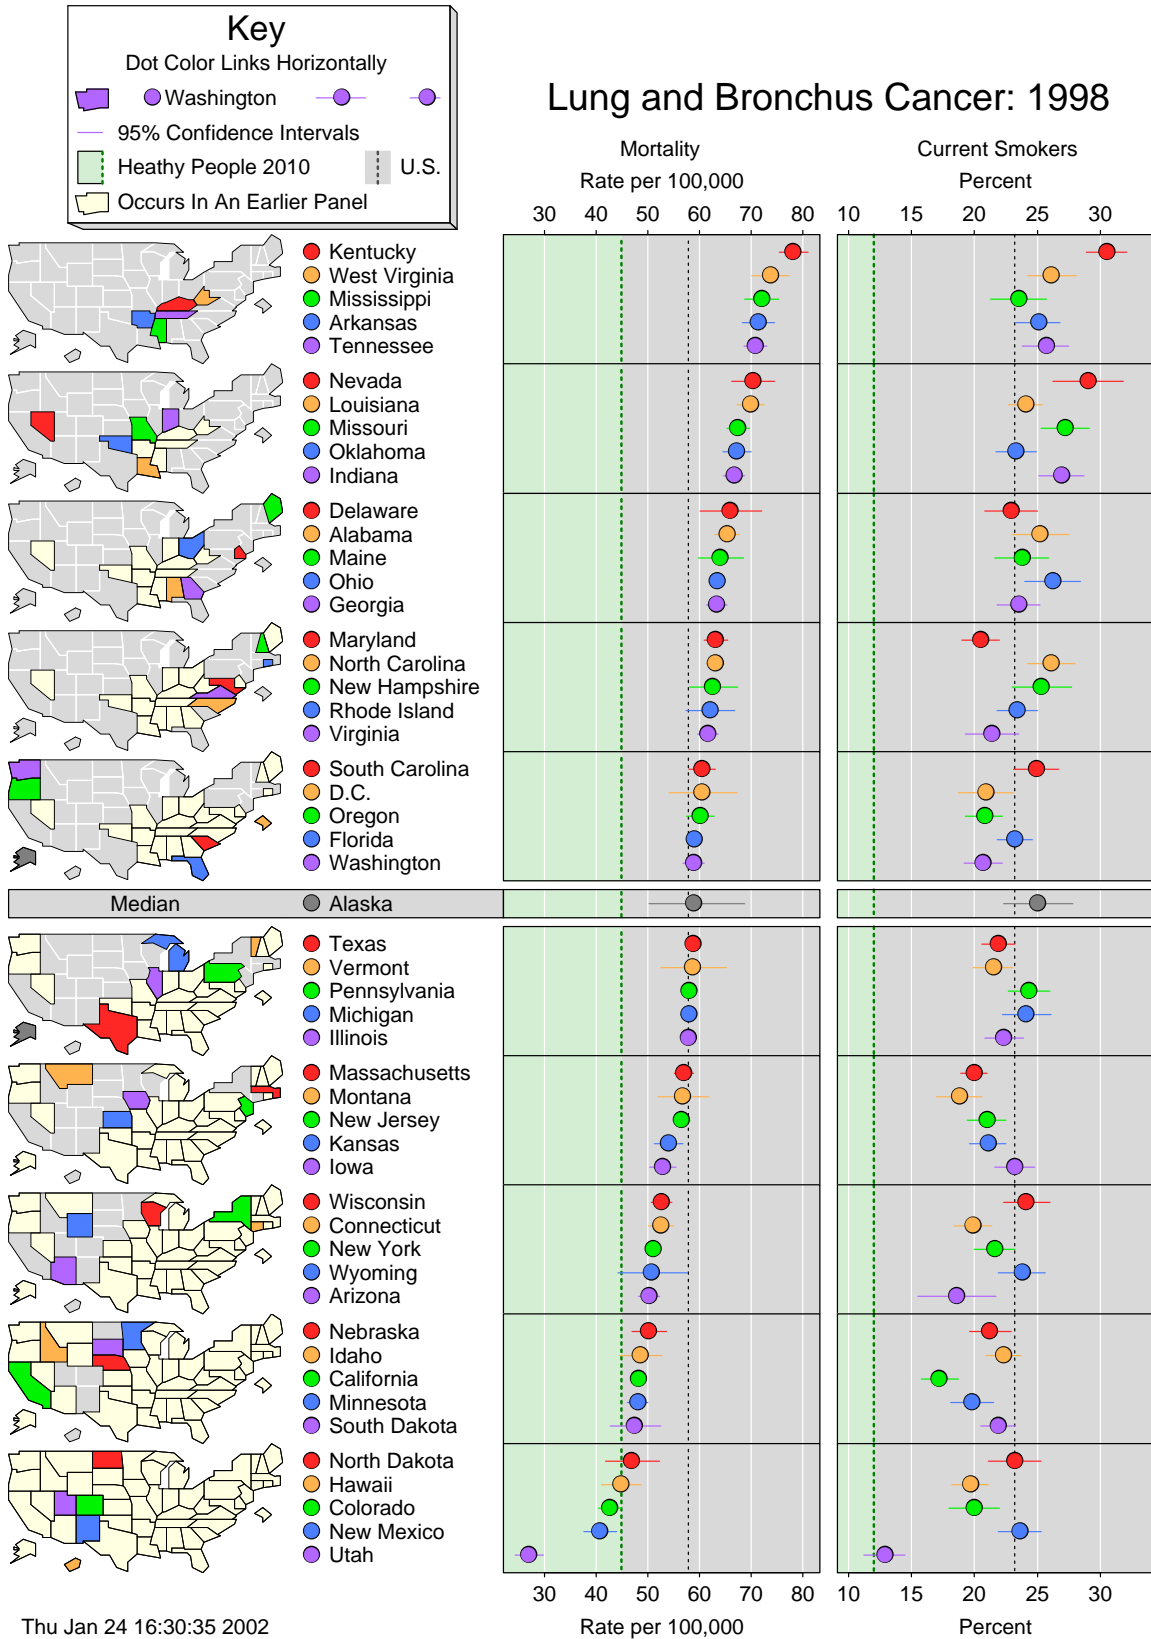 Key
Dot Color Links Horizontally
Washington
95% Confidence Intervals
Heathy People 2010 U.S.
Occurs In An Earlier Panel
Lung and Bronchus Cancer: 1998
Mortality Current Smokers
Rate per 100,000 Percent
30 40 50 60 70 80 10 15 20 25 30
Kentucky
West Virginia
Mississippi
Arkansas
Tennessee
Nevada
Louisiana
Missouri
Oklahoma
Indiana
Delaware
Alabama
Maine
Ohio
Georgia
Maryland
North Carolina
New Hampshire
Rhode Island
Virginia
South Carolina
D.C.
Oregon
Florida
Washington
Median Alaska
Texas
Vermont
Pennsylvania
Michigan
Illinois
Massachusetts
Montana
New Jersey
Kansas
Iowa
Wisconsin
Connecticut
New York
Wyoming
Arizona
Nebraska
Idaho
California
Minnesota
South Dakota
North Dakota
Hawaii
Colorado
New Mexico
Utah
30 40 50 60 70 80 10 15 20 25 30
Thu Jan 24 16:30:35 2002 Rate per 100,000 Percent